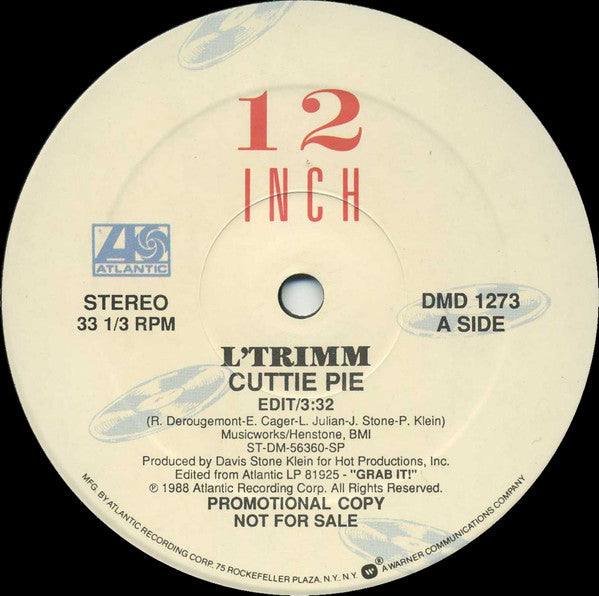 12
INCH
ATLANTIC
STEREO
33 1/3 RPM
DMD 1273
A SIDE
L'TRIMM
CUTTIE PIE
EDIT/3:32
(R. Derougemont-E. Cager-L. Julian-J. Stone-P. Klein)
Musicworks/Henstone, BMI
ST-DM-56360-SP
Produced by Davis Stone Klein for Hot Productions, Inc.
Edited from Atlantic LP 81925 - "GRAB IT!"
℗ 1988 Atlantic Recording Corp. All Rights Reserved.
PROMOTIONAL COPY
NOT FOR SALE
MFG. BY ATLANTIC RECORDING CORP. 75 ROCKEFELLER PLAZA, N.Y. N.Y. ® A WARNER COMMUNICATIONS COMPANY